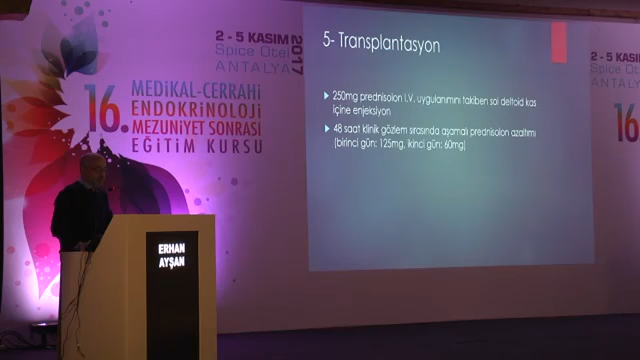 2 - 5 KASIM
Spice Otel
ANTALYA
2017
16.
MEDİKAL-CERRAHİ
ENDOKRİNOLOJİ
MEZUNİYET SONRASI
EĞİTİM KURSU
5- Transplantasyon
250mg prednisolon I.V. uygulanımını takiben sol deltoid kas
içine enjeksiyon
48 saat klinik gözlem sırasında aşamalı prednisolon azaltımı
(birinci gün: 125mg, ikinci gün: 60mg)
2 - 5 KASIM
Spice Otel
ANTALYA
16
ERHAN
AYŞAN